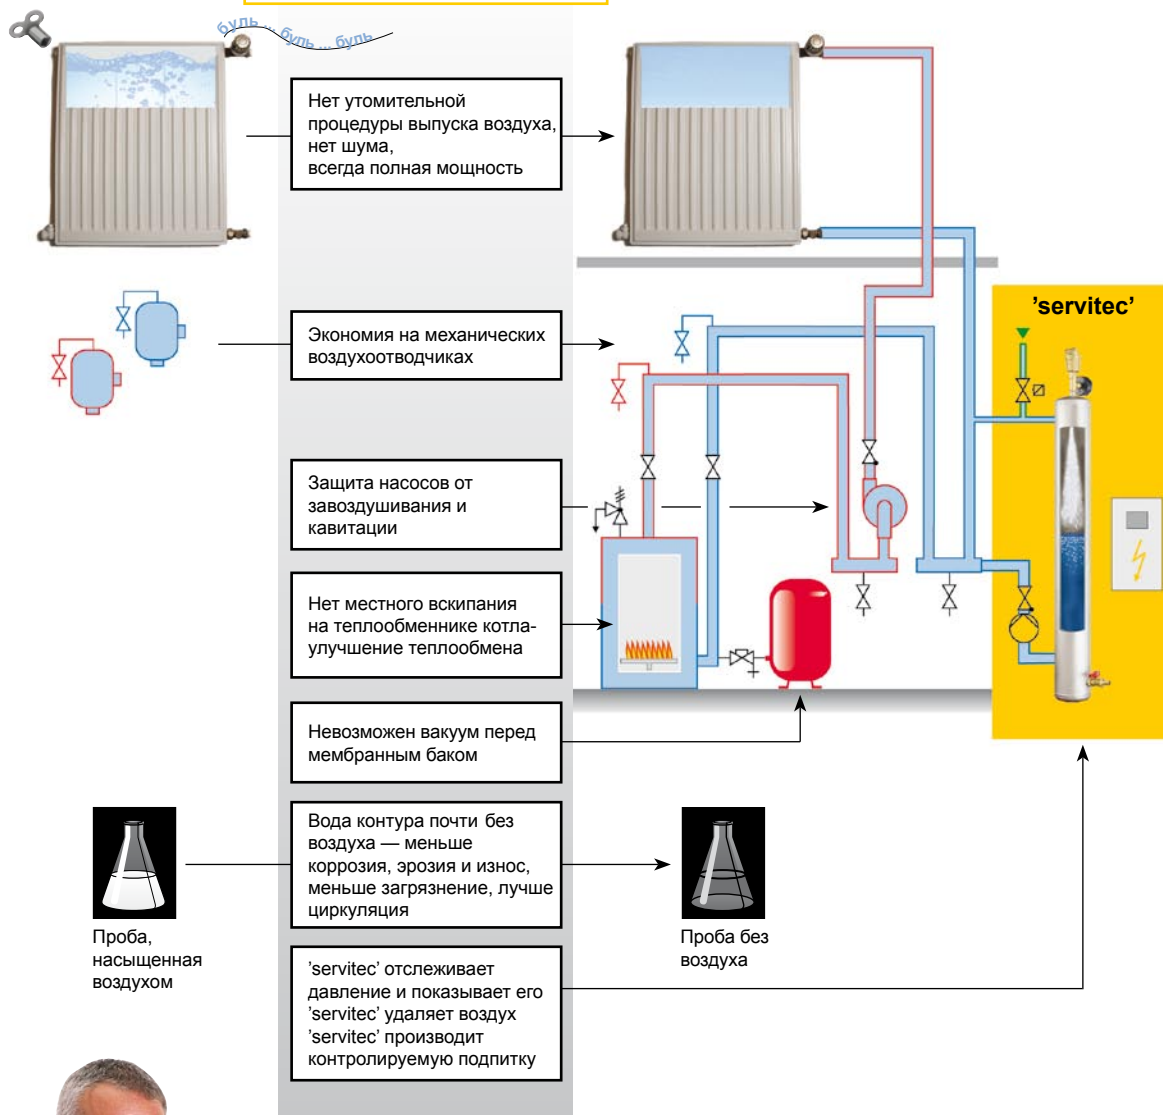 буль ... буль ... буль
Нет утомительной
процедуры выпуска воздуха,
нет шума,
всегда полная мощность
’servitec’
Экономия на механических
воздухоотводчиках
Защита насосов от
завоздушивания и
кавитации
Нет местного вскипания
на теплообменнике котла-
улучшение теплообмена
Невозможен вакуум перед
мембранным баком
Вода контура почти без
воздуха — меньше
коррозия, эрозия и износ,
меньше загрязнение, лучше
циркуляция
Проба,
насыщенная
воздухом
Проба без
воздуха
’servitec’ отслеживает
давление и показывает его
’servitec’ удаляет воздух
’servitec’ производит
контролируемую подпитку